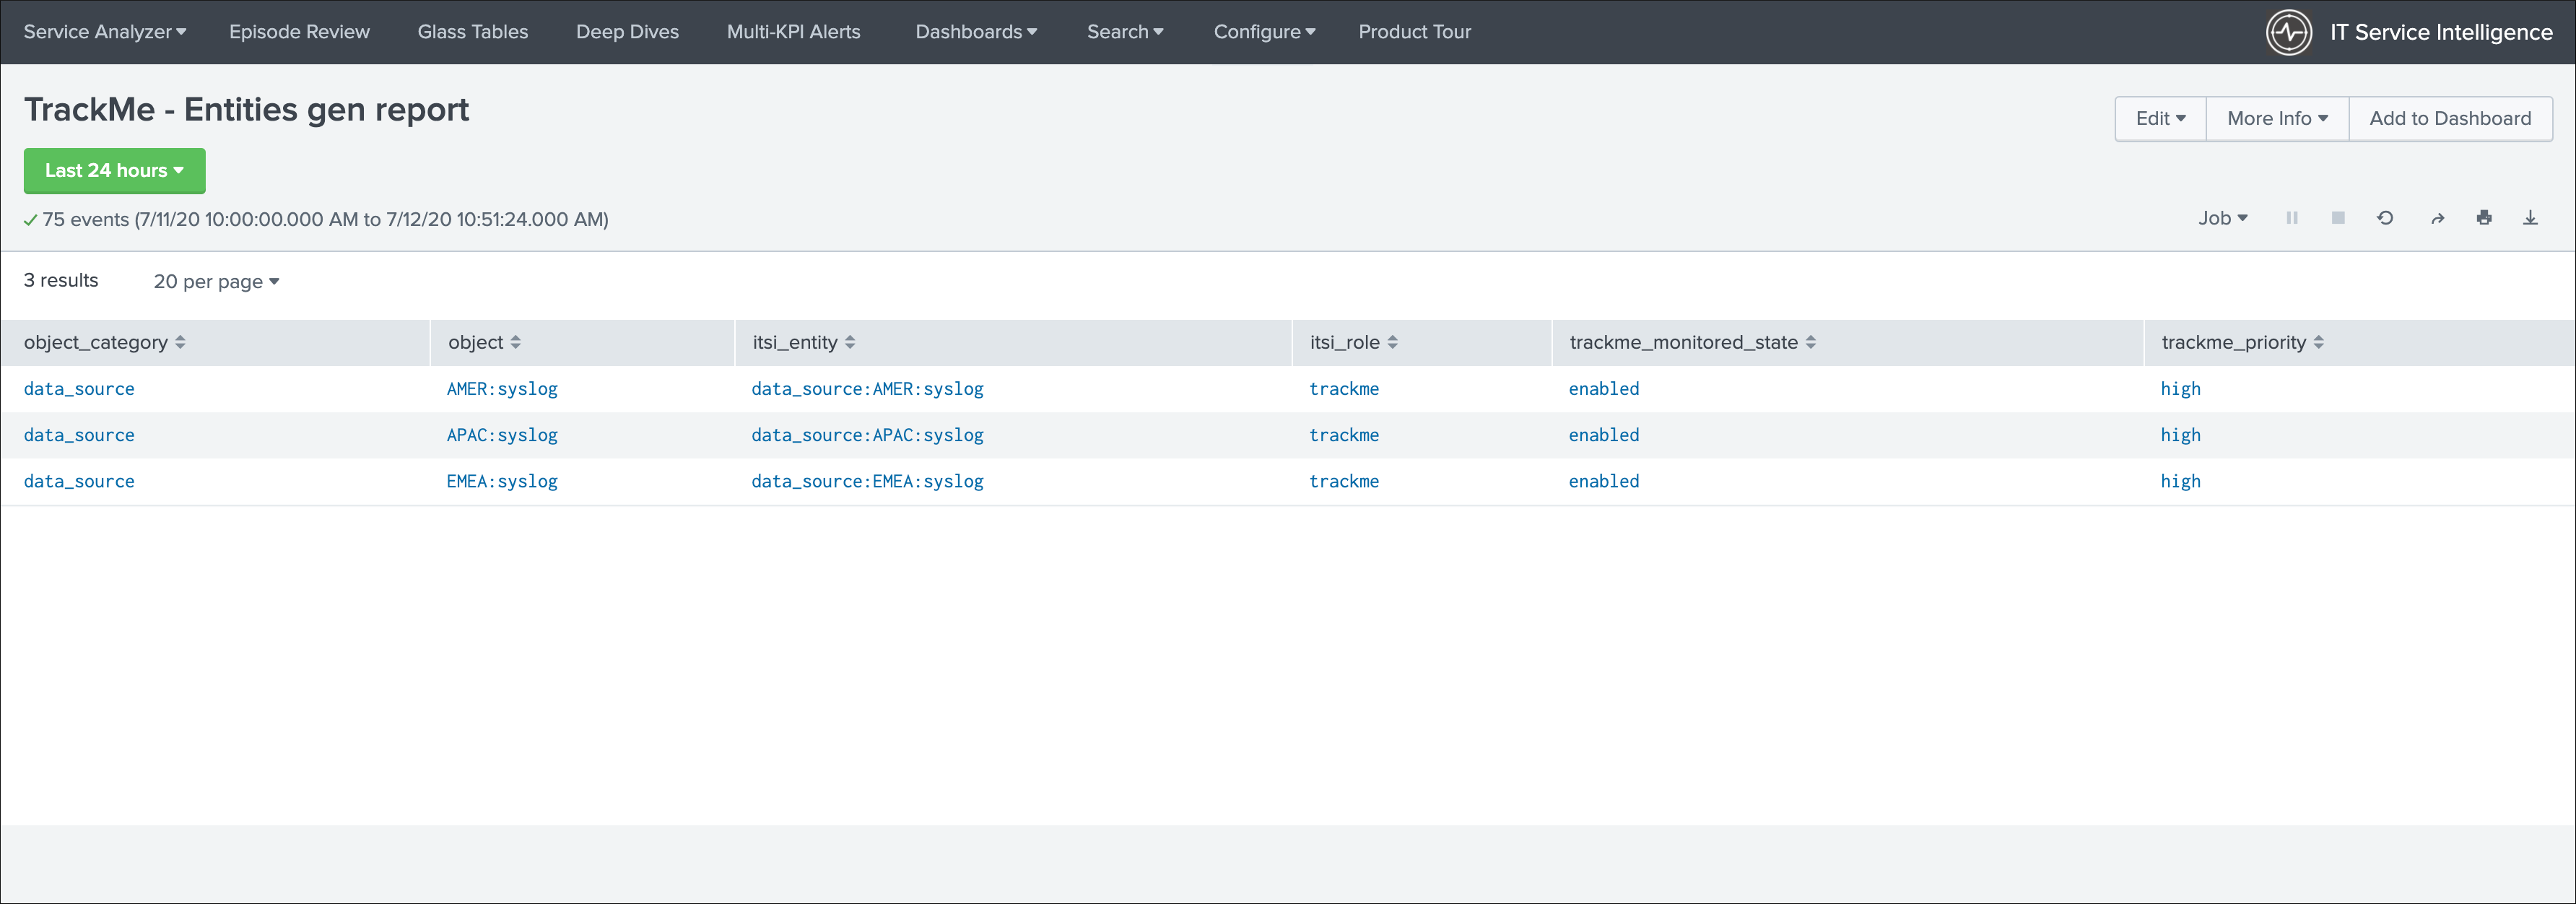 Service Analyzer Episode Review Glass Tables Deep Dives Multi-KPI Alerts Dashboards Search Configure Product Tour IT Service Intelligence
TrackMe - Entities gen report
Edit More Info Add to Dashboard
Last 24 hours
75 events (7/11/20 10:00:00.000 AM to 7/12/20 10:51:24.000 AM)
Job
3 results 20 per page
object_category object itsi_entity itsi_role trackme_monitored_state trackme_priority
data_source AMER:syslog data_source:AMER:syslog trackme enabled high
data_source APAC:syslog data_source:APAC:syslog trackme enabled high
data_source EMEA:syslog data_source:EMEA:syslog trackme enabled high